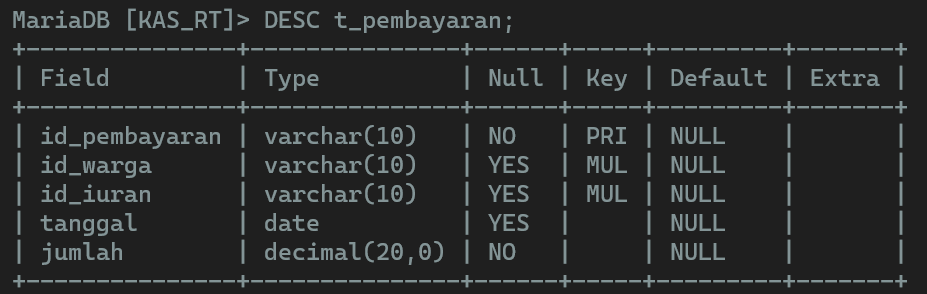 MariaDB [KAS_RT]> DESC t_pembayaran;
+---------------+---------------+------+-----+---------+-------+
| Field         | Type          | Null | Key | Default | Extra |
+---------------+---------------+------+-----+---------+-------+
| id_pembayaran | varchar(10)   | NO   | PRI | NULL    |       |
| id_warga      | varchar(10)   | YES  | MUL | NULL    |       |
| id_iuran      | varchar(10)   | YES  | MUL | NULL    |       |
| tanggal       | date          | YES  |     | NULL    |       |
| jumlah        | decimal(20,0) | NO   |     | NULL    |       |
+---------------+---------------+------+-----+---------+-------+